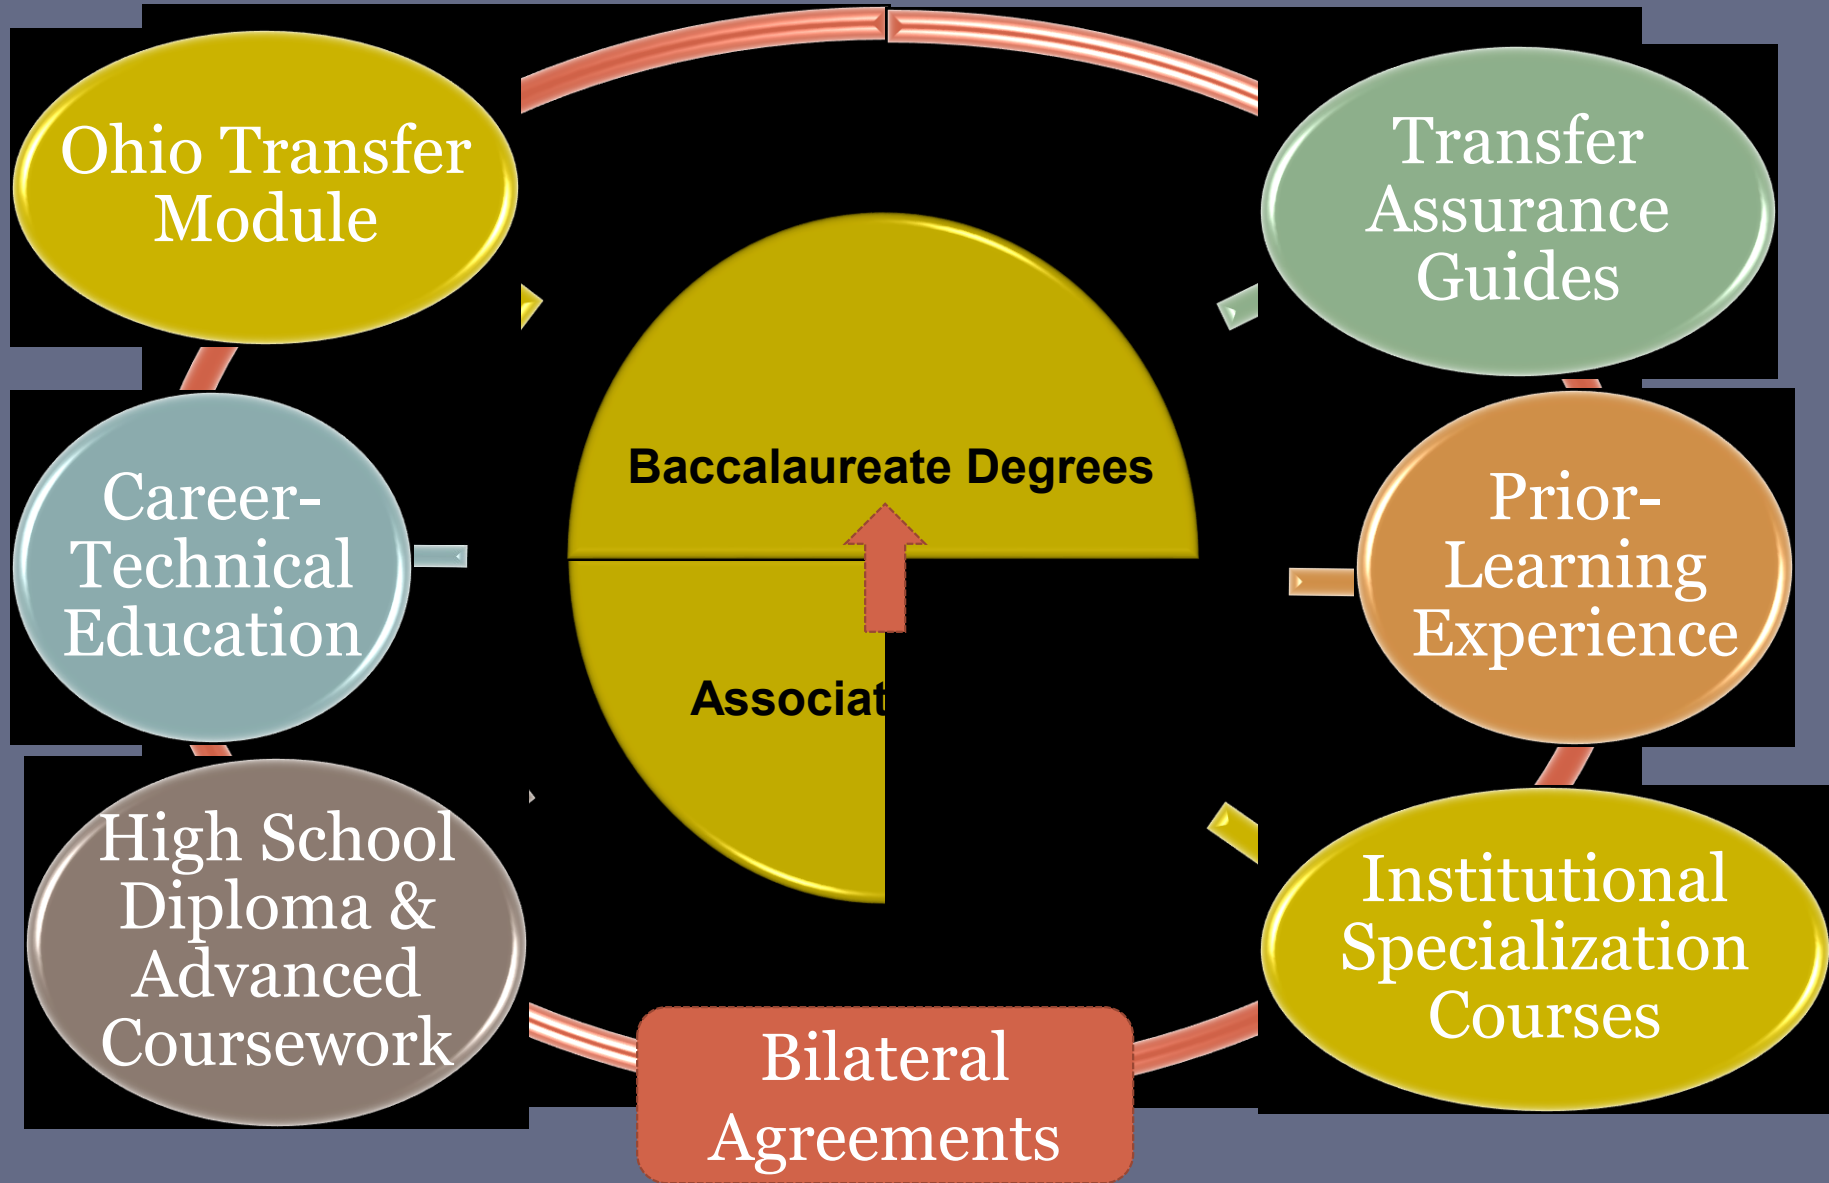 Ohio Transfer
Module
Transfer
Assurance
Guides
Baccalaureate Degrees
Career-
Technical
Education
Prior-
Learning
Experience
Associat
High School
Diploma &
Advanced
Coursework
Institutional
Specialization
Courses
Bilateral
Agreements